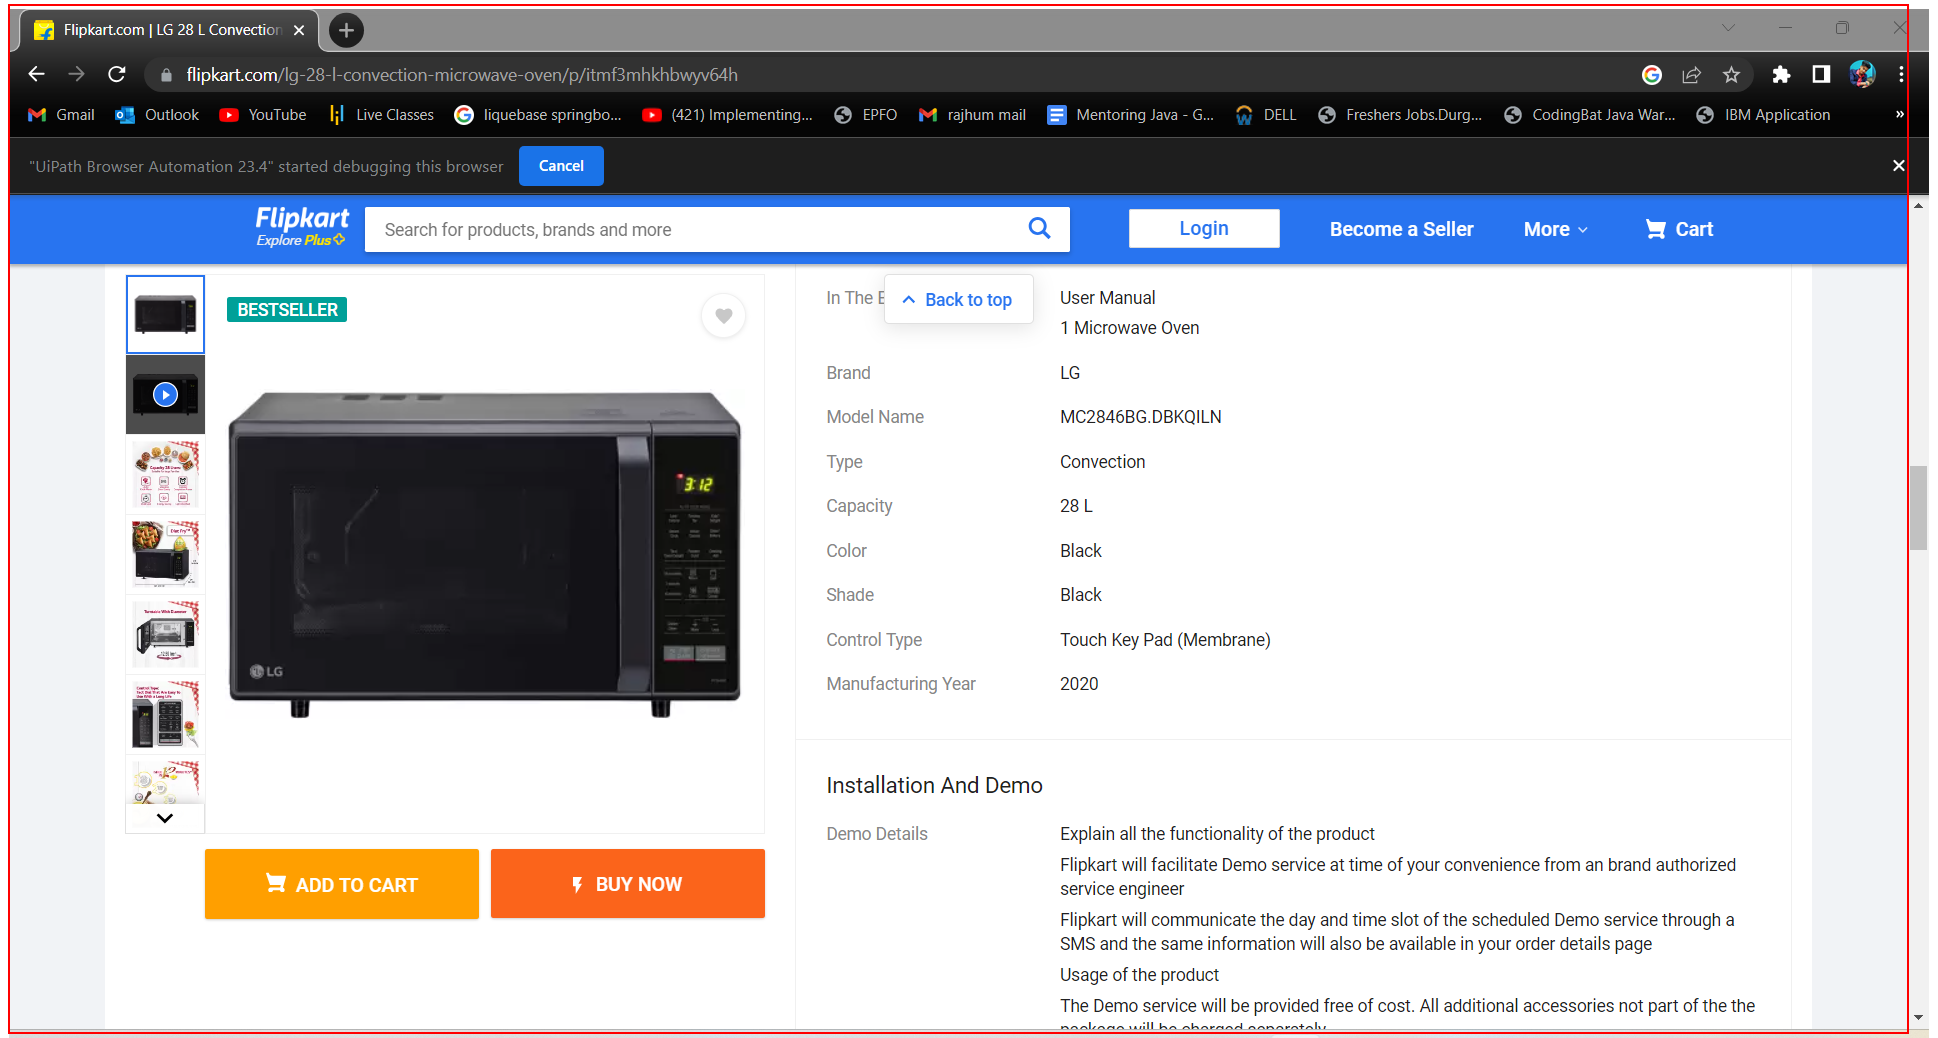 Flipkart.com | LG 28 L Convection
flipkart.com/lg-28-l-convection-microwave-oven/p/itmf3mhkhbwyv64h
Gmail Outlook YouTube Live Classes liquebase springbo... (421) Implementing... EPFO rajhum mail Mentoring Java - G... DELL Freshers Jobs.Durg... CodingBat Java War... IBM Application »
"UiPath Browser Automation 23.4" started debugging this browser Cancel
Flipkart
Explore Plus
Search for products, brands and more
Login Become a Seller More Cart
BESTSELLER
3:12
LG
ADD TO CART BUY NOW
Back to top
In The User Manual
1 Microwave Oven
Brand LG
Model Name MC2846BG.DBKQILN
Type Convection
Capacity 28 L
Color Black
Shade Black
Control Type Touch Key Pad (Membrane)
Manufacturing Year 2020
Installation And Demo
Demo Details Explain all the functionality of the product
Flipkart will facilitate Demo service at time of your convenience from an brand authorized
service engineer
Flipkart will communicate the day and time slot of the scheduled Demo service through a
SMS and the same information will also be available in your order details page
Usage of the product
The Demo service will be provided free of cost. All additional accessories not part of the the
package will be charged separately